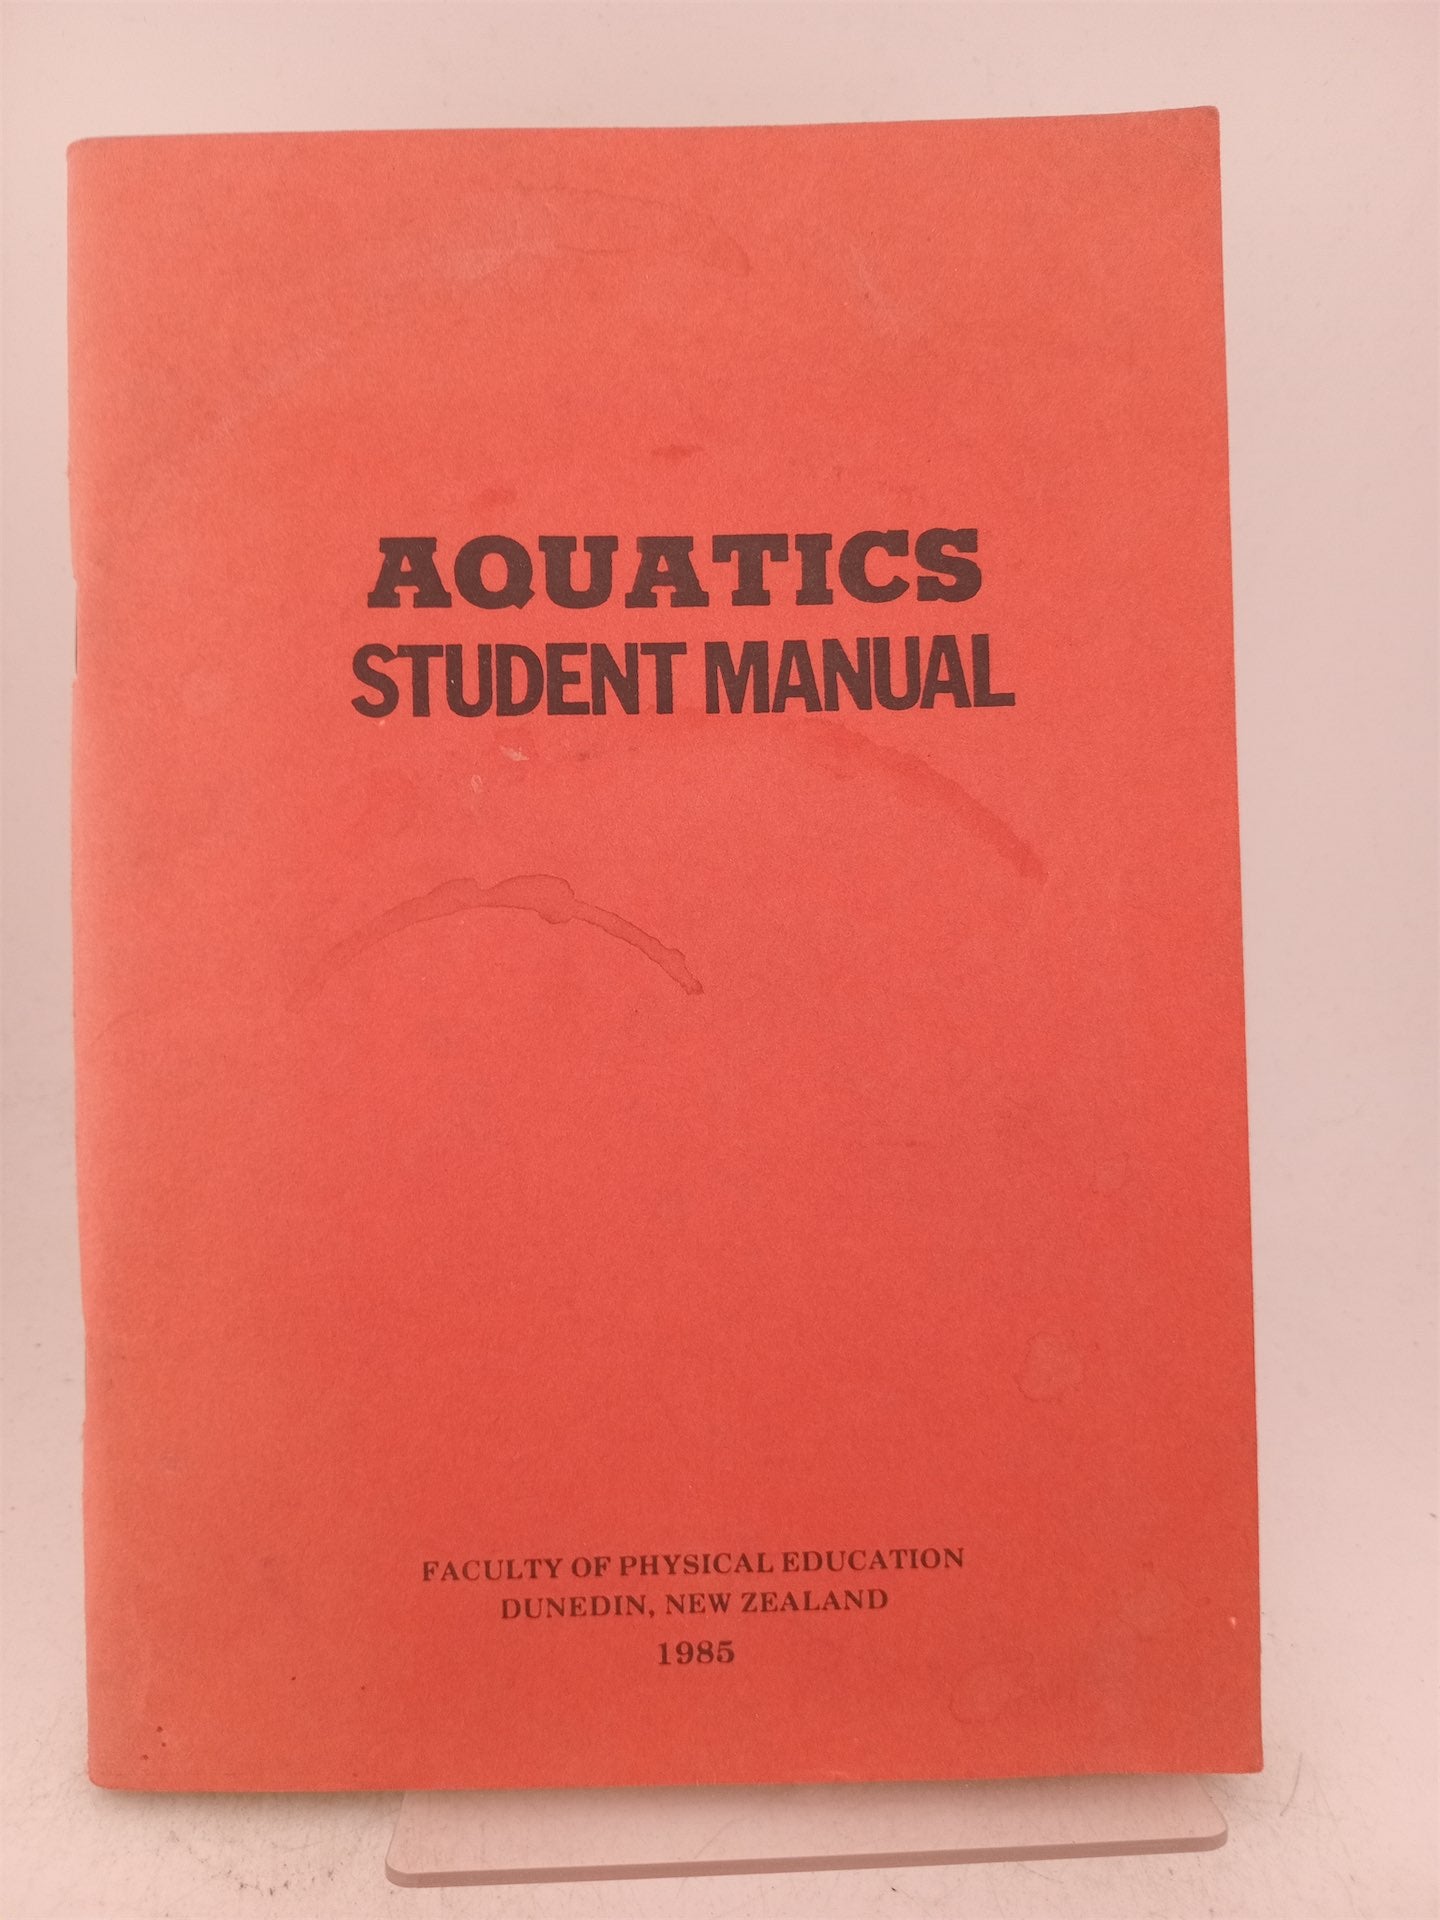 AQUATICS
STUDENT MANUAL
FACULTY OF PHYSICAL EDUCATION
DUNEDIN, NEW ZEALAND
1985